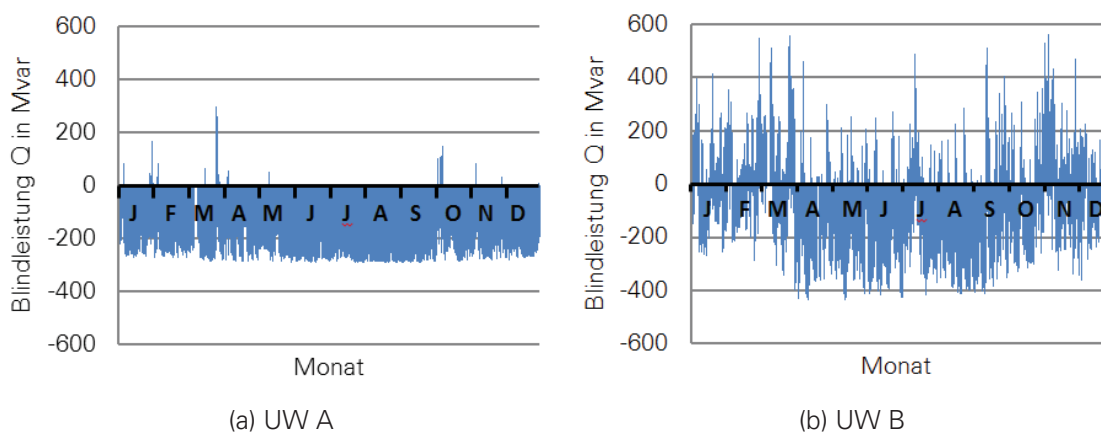 Blindleistung Q in Mvar
600
400
200
0
-200
-400
-600
J F M A M J J A S O N D
Monat
(a) UW A
Blindleistung Q in Mvar
600
400
200
0
-200
-400
-600
J F M A M J J A S O N D
Monat
(b) UW B